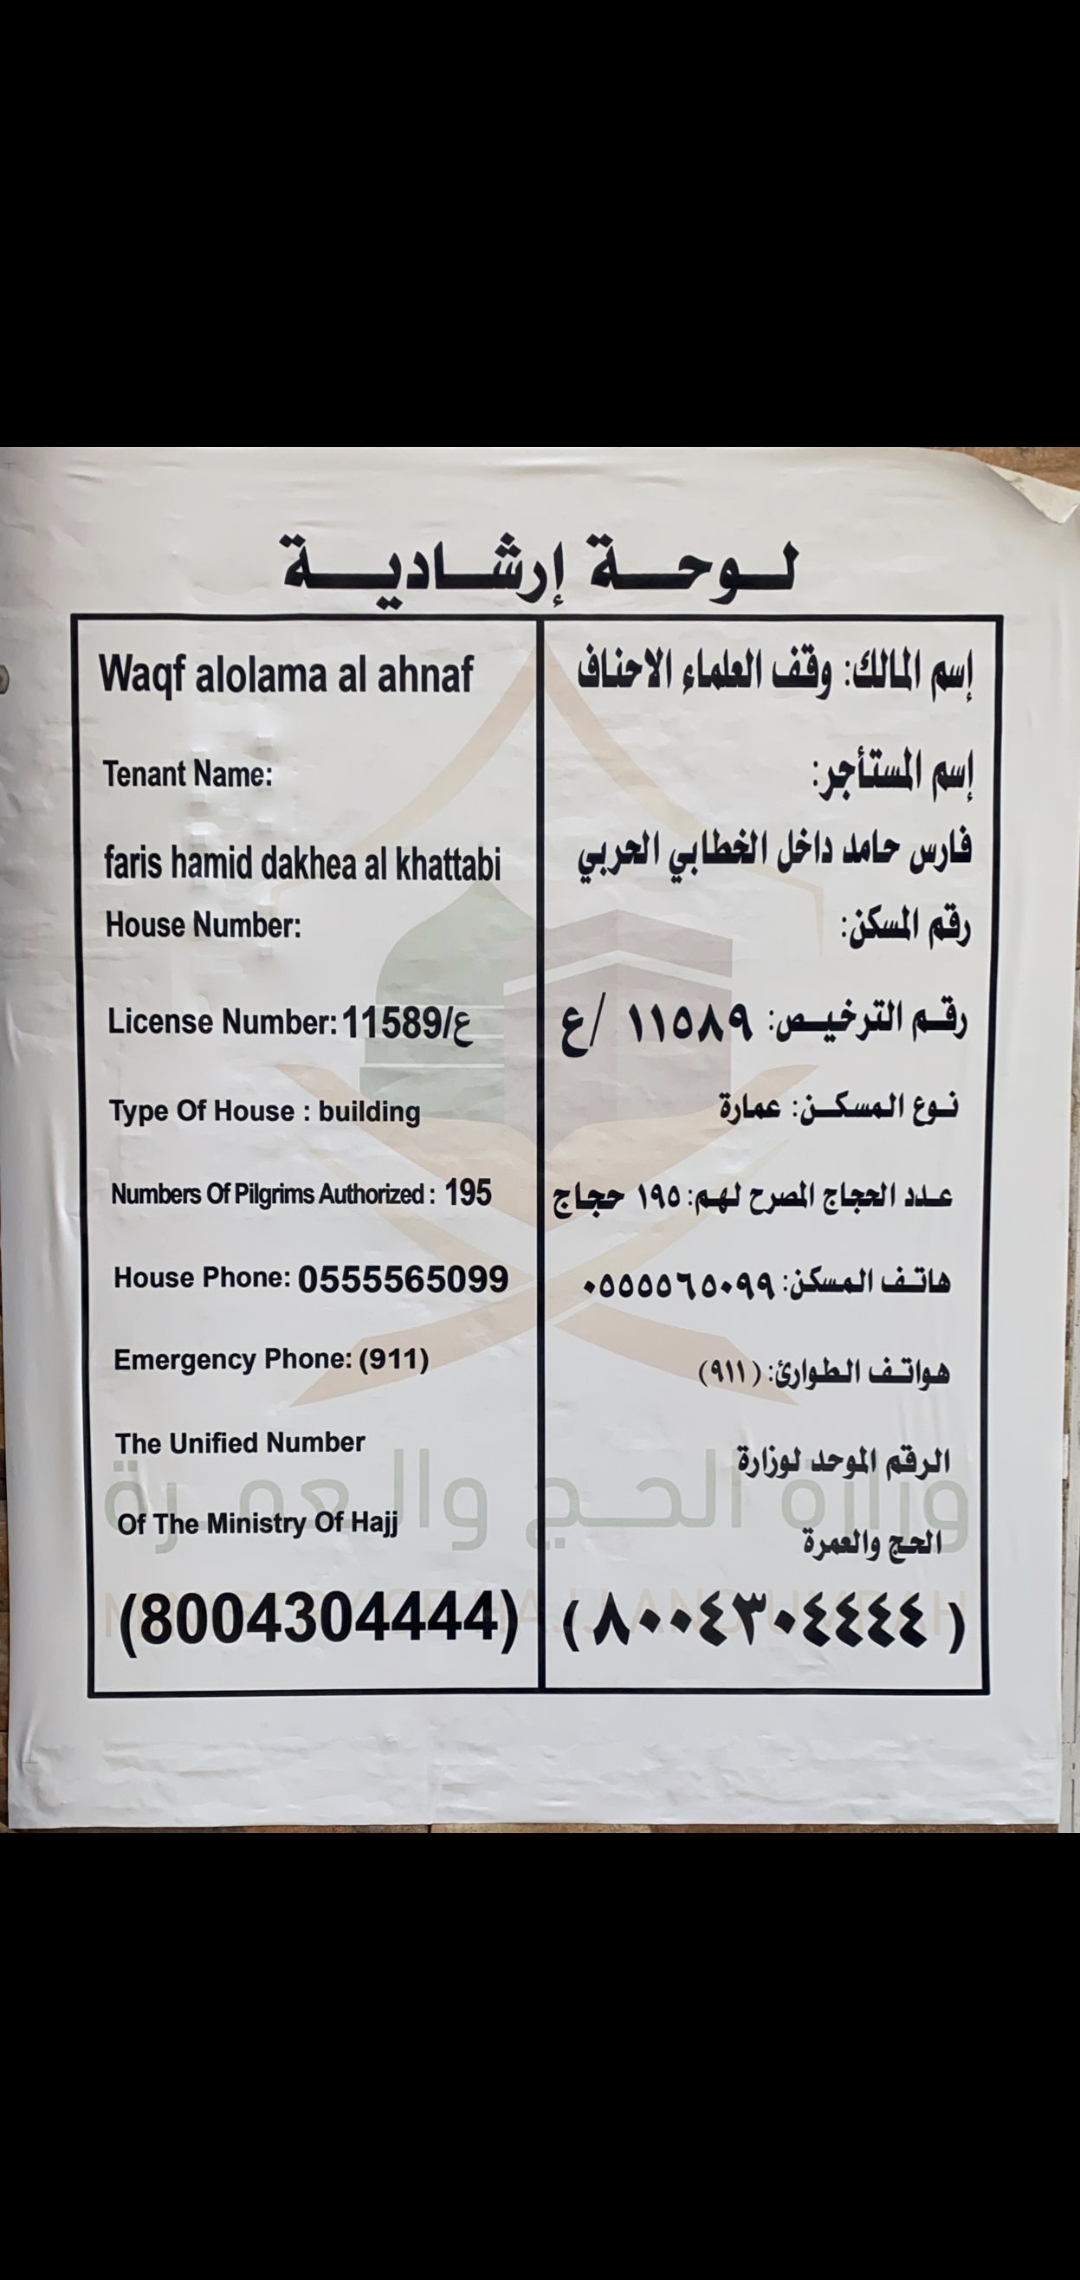 لوحة إرشادية
Waqf alolama al ahnaf
Tenant Name:
faris hamid dakhea al khattabi
House Number:
License Number: 11589/ع
Type Of House : building
Numbers Of Pilgrims Authorized : 195
House Phone: 0555565099
Emergency Phone: (911)
The Unified Number
Of The Ministry Of Hajj
(8004304444)
إسم المالك: وقف العلماء الاحناف
إسم المستأجر:
فارس حامد داخل الخطابي الحربي
رقم المسكن:
رقم الترخيص: ١١٥٨٩ /ع
نوع المسكن: عمارة
عدد الحجاج المصرح لهم: ١٩٥ حجاج
هاتف المسكن: ٠٥٥٥٥٦٥٠٩٩
هواتف الطوارئ: (٩١١)
الرقم الموحد لوزارة
الحج والعمرة
(٨٠٠٤٣٠٤٤٤٤)
وزارة الحج والعمرة